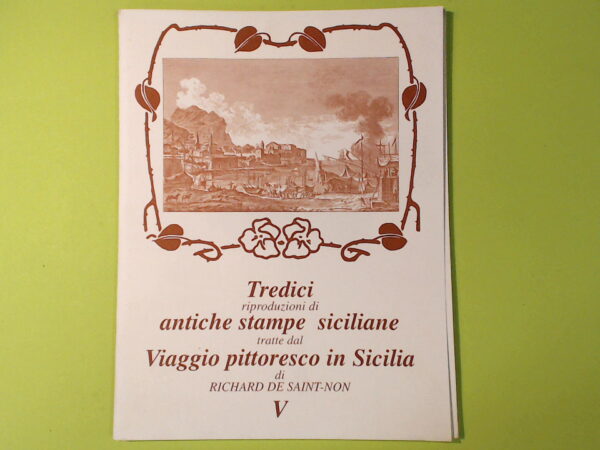 Tredici
riproduzioni di
antiche stampe siciliane
tratte dal
Viaggio pittoresco in Sicilia
di
RICHARD DE SAINT-NON
V